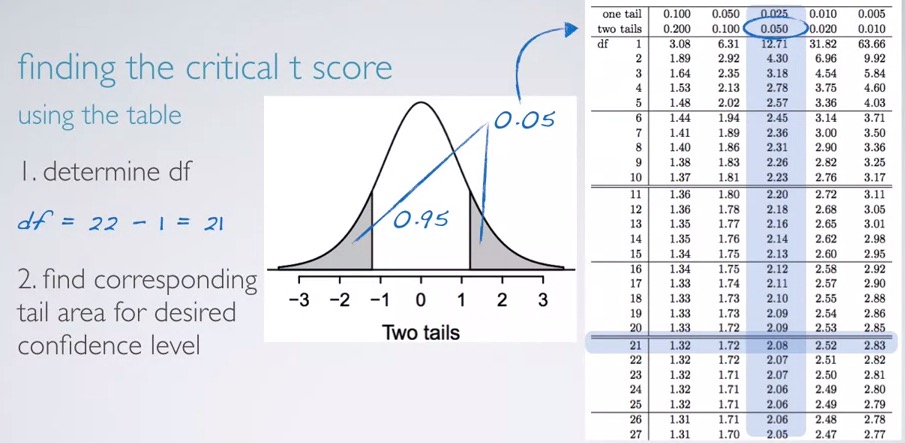 finding the critical t score
using the table
1. determine df
df = 22 - 1 = 21
2. find corresponding
tail area for desired
confidence level
0.05
0.95
-3 -2 -1 0 1 2 3
Two tails
one tail 0.100 0.050 0.025 0.010 0.005
two tails 0.200 0.100 0.050 0.020 0.010
df 1 3.08 6.31 12.71 31.82 63.66
2 1.89 2.92 4.30 6.96 9.92
3 1.64 2.35 3.18 4.54 5.84
4 1.53 2.13 2.78 3.75 4.60
5 1.48 2.02 2.57 3.36 4.03
6 1.44 1.94 2.45 3.14 3.71
7 1.41 1.89 2.36 3.00 3.50
8 1.40 1.86 2.31 2.90 3.36
9 1.38 1.83 2.26 2.82 3.25
10 1.37 1.81 2.23 2.76 3.17
11 1.36 1.80 2.20 2.72 3.11
12 1.36 1.78 2.18 2.68 3.05
13 1.35 1.77 2.16 2.65 3.01
14 1.35 1.76 2.14 2.62 2.98
15 1.34 1.75 2.13 2.60 2.95
16 1.34 1.75 2.12 2.58 2.92
17 1.33 1.74 2.11 2.57 2.90
18 1.33 1.73 2.10 2.55 2.88
19 1.33 1.73 2.09 2.54 2.86
20 1.33 1.72 2.09 2.53 2.85
21 1.32 1.72 2.08 2.52 2.83
22 1.32 1.72 2.07 2.51 2.82
23 1.32 1.71 2.07 2.50 2.81
24 1.32 1.71 2.06 2.49 2.80
25 1.32 1.71 2.06 2.49 2.79
26 1.31 1.71 2.06 2.48 2.78
27 1.31 1.70 2.05 2.47 2.77